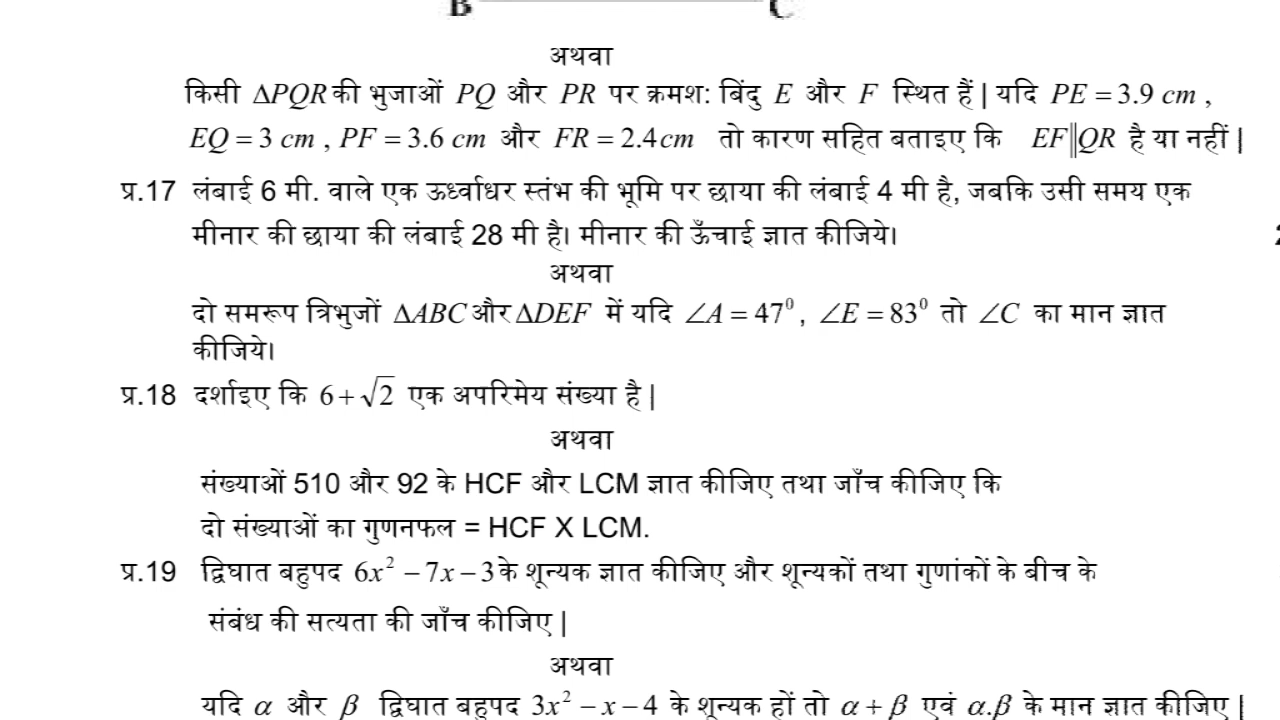 B C
अथवा
किसी ΔPQR की भुजाओं PQ और PR पर क्रमश: बिंदु E और F स्थित हैं | यदि PE = 3.9 cm ,
EQ = 3 cm , PF = 3.6 cm और FR = 2.4cm तो कारण सहित बताइए कि EF||QR है या नहीं |
प्र.17 लंबाई 6 मी. वाले एक ऊर्ध्वाधर स्तंभ की भूमि पर छाया की लंबाई 4 मी है, जबकि उसी समय एक
मीनार की छाया की लंबाई 28 मी है। मीनार की ऊँचाई ज्ञात कीजिये।
अथवा
दो समरूप त्रिभुजों ΔABC और ΔDEF में यदि ∠A = 47⁰ , ∠E = 83⁰ तो ∠C का मान ज्ञात
कीजिये।
प्र.18 दर्शाइए कि 6 + √2 एक अपरिमेय संख्या है |
अथवा
संख्याओं 510 और 92 के HCF और LCM ज्ञात कीजिए तथा जाँच कीजिए कि
दो संख्याओं का गुणनफल = HCF X LCM.
प्र.19 द्विघात बहुपद 6x² − 7x − 3 के शून्यक ज्ञात कीजिए और शून्यकों तथा गुणांकों के बीच के
संबंध की सत्यता की जाँच कीजिए |
अथवा
यदि α और β द्विघात बहुपद 3x² − x − 4 के शून्यक हों तो α + β एवं α.β के मान ज्ञात कीजिए |